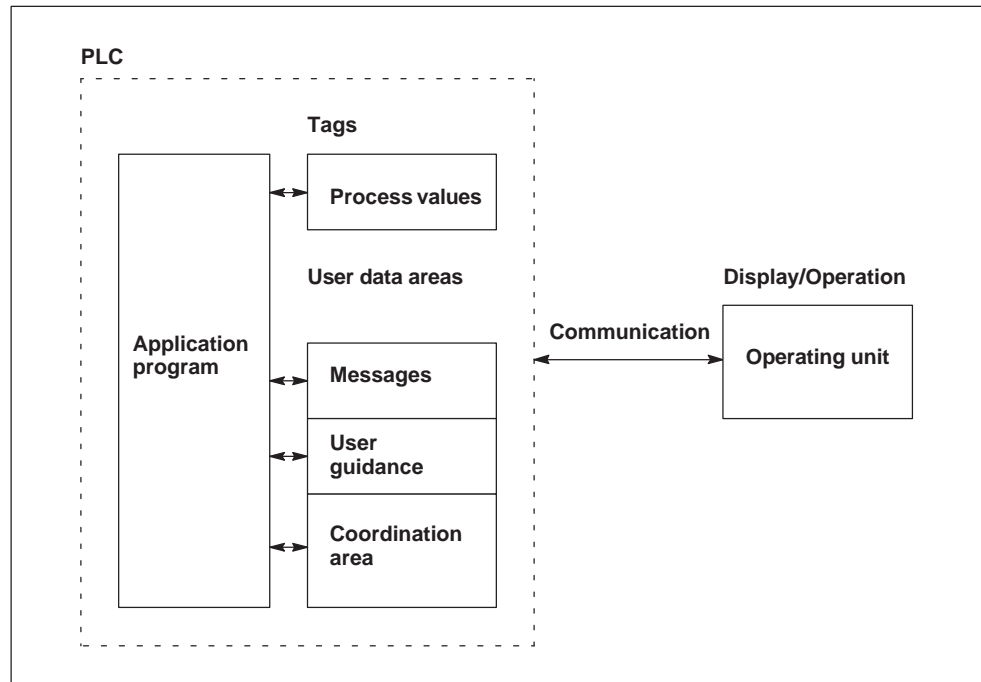 PLC
Tags
Process values
User data areas
Display/Operation
Communication
Application
program
Messages
Operating unit
User
guidance
Coordination
area